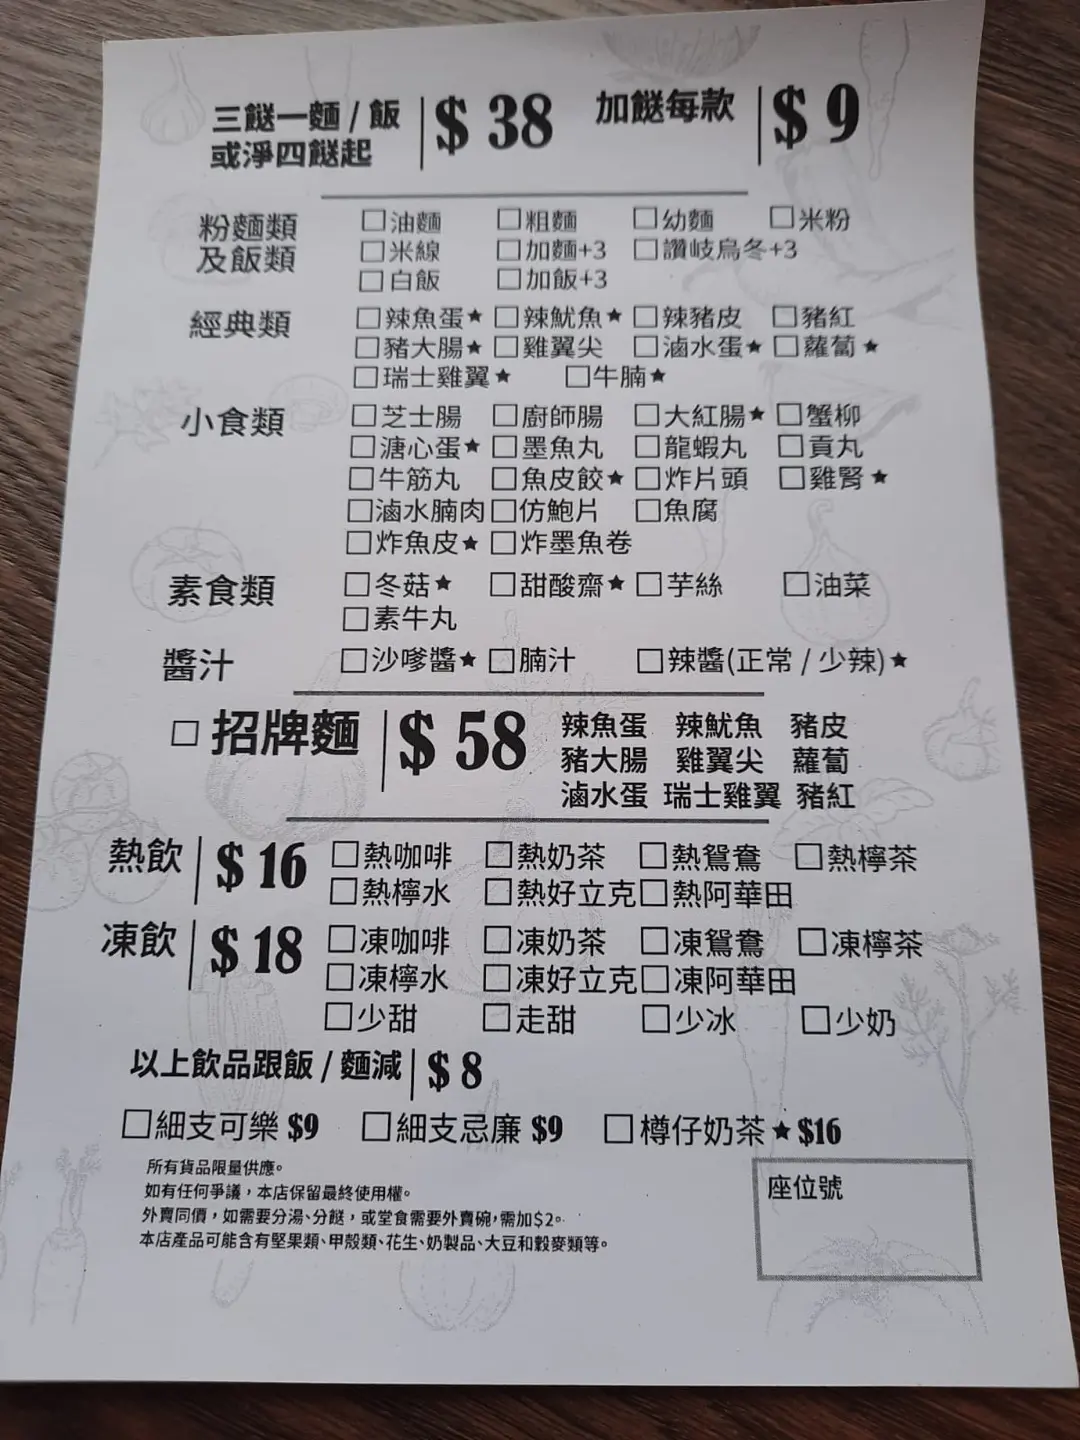 三餸一麵 / 飯 $ 38 加餸每款 $ 9
或淨四餸起
粉麵類 □油麵 □粗麵 □幼麵 □米粉
及飯類 □米線 □加麵+3 □讚岐烏冬+3
□白飯 □加飯+3
經典類 □辣魚蛋★ □辣魷魚★ □辣豬皮 □豬紅
□豬大腸★ □雞翼尖 □滷水蛋★ □蘿蔔★
□瑞士雞翼★ □牛腩★
小食類 □芝士腸 □廚師腸 □大紅腸★ □蟹柳
□溏心蛋★ □墨魚丸 □龍蝦丸 □貢丸
□牛筋丸 □魚皮餃★ □炸片頭 □雞腎★
□滷水腩肉 □仿鮑片 □魚腐
□炸魚皮★ □炸墨魚卷
素食類 □冬菇★ □甜酸齋★ □芋絲 □油菜
□素牛丸
醬汁 □沙嗲醬★ □腩汁 □辣醬(正常 / 少辣)★
□ 招牌麵 $ 58 辣魚蛋 辣魷魚 豬皮
豬大腸 雞翼尖 蘿蔔
滷水蛋 瑞士雞翼 豬紅
熱飲 $ 16 □熱咖啡 □熱奶茶 □熱鴛鴦 □熱檸茶
□熱檸水 □熱好立克 □熱阿華田
凍飲 $ 18 □凍咖啡 □凍奶茶 □凍鴛鴦 □凍檸茶
□凍檸水 □凍好立克 □凍阿華田
□少甜 □走甜 □少冰 □少奶
以上飲品跟飯 / 麵減 $ 8
□細支可樂 $9 □細支忌廉 $9 □樽仔奶茶★ $16
所有貨品限量供應。
如有任何爭議，本店保留最終使用權。
外賣同價，如需要分湯、分餸，或堂食需要外賣碗，需加$2。
本店產品可能含有堅果類、甲殼類、花生、奶製品、大豆和穀麥類等。
座位號